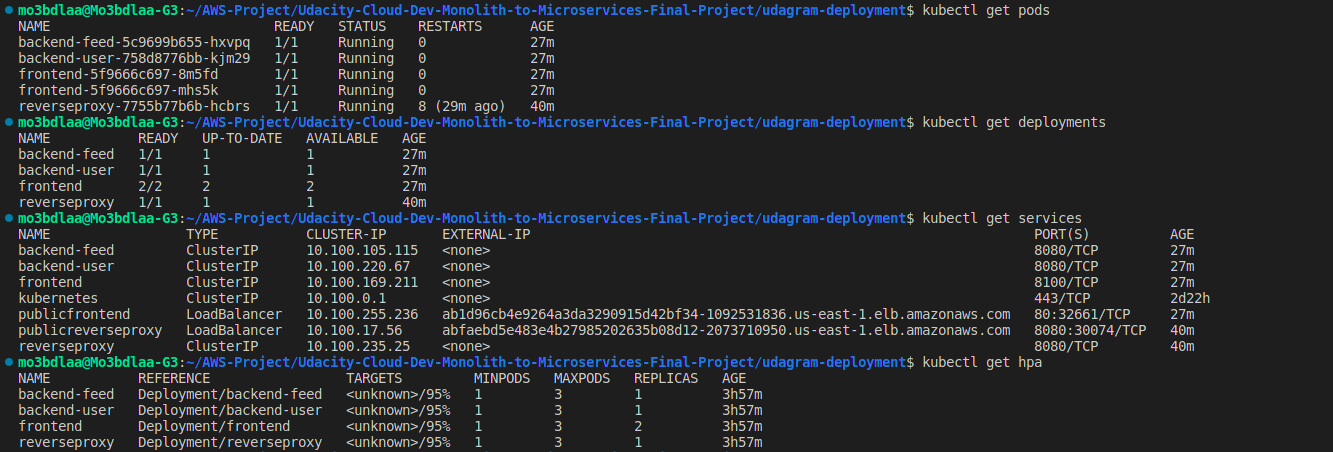 mo3bdlaa@Mo3bdlaa-G3:~/AWS-Project/Udacity-Cloud-Dev-Monolith-to-Microservices-Final-Project/udagram-deployment$ kubectl get pods
NAME READY STATUS RESTARTS AGE
backend-feed-5c9699b655-hxvpq 1/1 Running 0 27m
backend-user-758d8776bb-kjm29 1/1 Running 0 27m
frontend-5f9666c697-8m5fd 1/1 Running 0 27m
frontend-5f9666c697-mhs5k 1/1 Running 0 27m
reverseproxy-7755b77b6b-hcbrs 1/1 Running 8 (29m ago) 40m
mo3bdlaa@Mo3bdlaa-G3:~/AWS-Project/Udacity-Cloud-Dev-Monolith-to-Microservices-Final-Project/udagram-deployment$ kubectl get deployments
NAME READY UP-TO-DATE AVAILABLE AGE
backend-feed 1/1 1 1 27m
backend-user 1/1 1 1 27m
frontend 2/2 2 2 27m
reverseproxy 1/1 1 1 40m
mo3bdlaa@Mo3bdlaa-G3:~/AWS-Project/Udacity-Cloud-Dev-Monolith-to-Microservices-Final-Project/udagram-deployment$ kubectl get services
NAME TYPE CLUSTER-IP EXTERNAL-IP PORT(S) AGE
backend-feed ClusterIP 10.100.105.115 <none> 8080/TCP 27m
backend-user ClusterIP 10.100.220.67 <none> 8080/TCP 27m
frontend ClusterIP 10.100.169.211 <none> 8100/TCP 27m
kubernetes ClusterIP 10.100.0.1 <none> 443/TCP 2d22h
publicfrontend LoadBalancer 10.100.255.236 ab1d96cb4e9264a3da3290915d42bf34-1092531836.us-east-1.elb.amazonaws.com 80:32661/TCP 27m
publicreverseproxy LoadBalancer 10.100.17.56 abfaebd5e483e4b27985202635b08d12-2073710950.us-east-1.elb.amazonaws.com 8080:30074/TCP 40m
reverseproxy ClusterIP 10.100.235.25 <none> 8080/TCP 40m
mo3bdlaa@Mo3bdlaa-G3:~/AWS-Project/Udacity-Cloud-Dev-Monolith-to-Microservices-Final-Project/udagram-deployment$ kubectl get hpa
NAME REFERENCE TARGETS MINPODS MAXPODS REPLICAS AGE
backend-feed Deployment/backend-feed <unknown>/95% 1 3 1 3h57m
backend-user Deployment/backend-user <unknown>/95% 1 3 1 3h57m
frontend Deployment/frontend <unknown>/95% 1 3 2 3h57m
reverseproxy Deployment/reverseproxy <unknown>/95% 1 3 1 3h57m